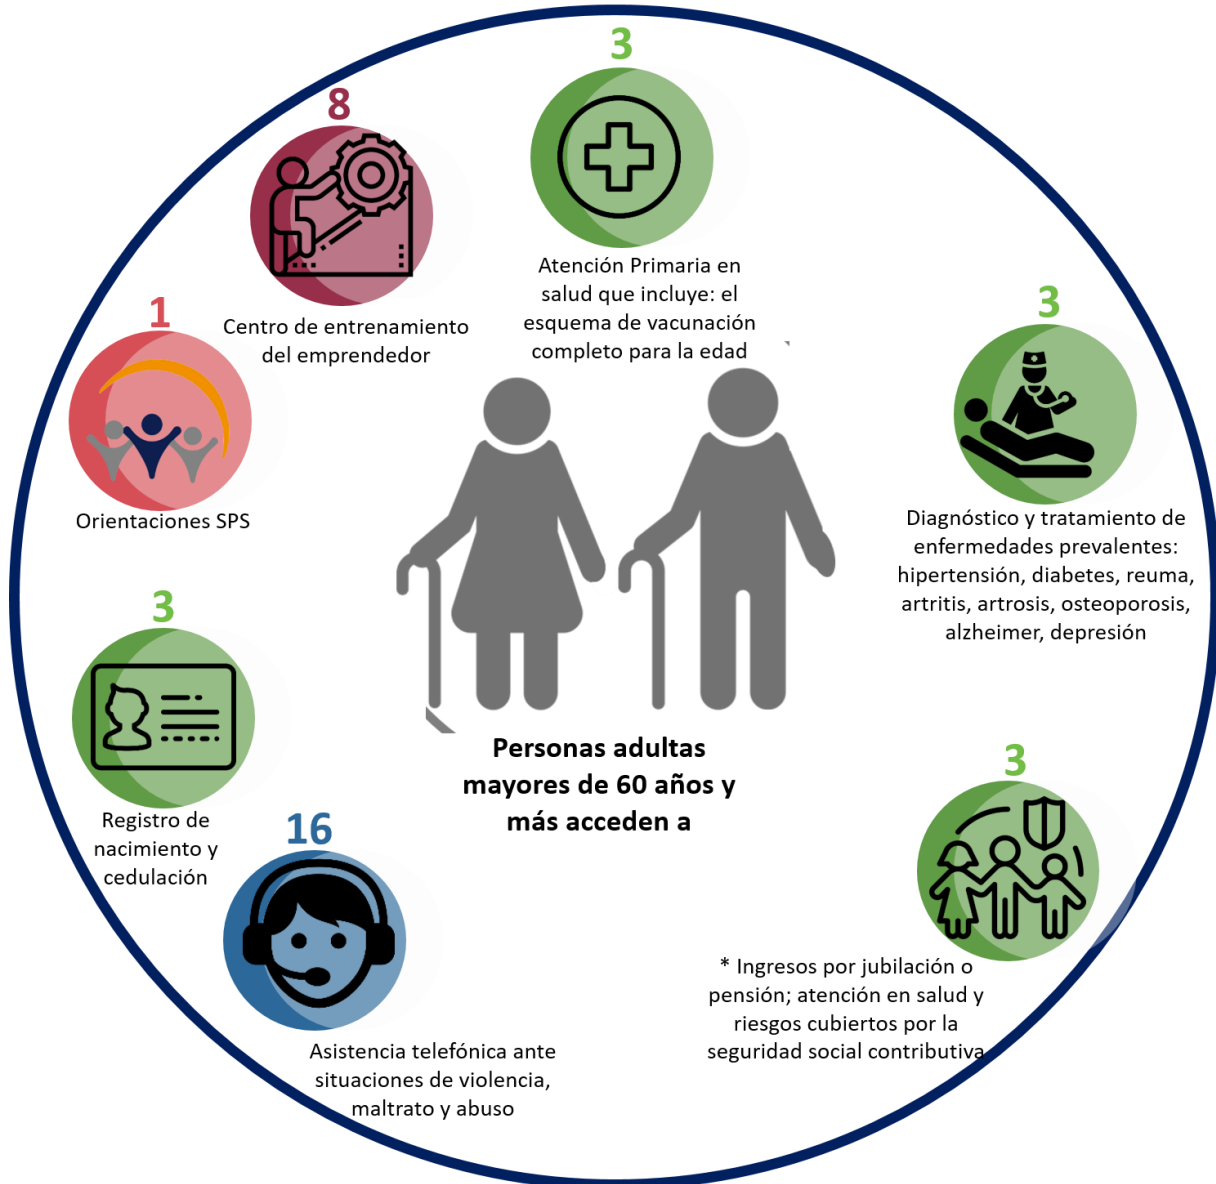 3
Atención Primaria en
salud que incluye: el
esquema de vacunación
completo para la edad
8
Centro de entrenamiento
del emprendedor
1
Orientaciones SPS
3
Diagnóstico y tratamiento de
enfermedades prevalentes:
hipertensión, diabetes, reuma,
artritis, artrosis, osteoporosis,
alzheimer, depresión
3
Registro de
nacimiento y
cedulación
Personas adultas
mayores de 60 años y
más acceden a
3
* Ingresos por jubilación o
pensión; atención en salud y
riesgos cubiertos por la
seguridad social contributiva
16
Asistencia telefónica ante
situaciones de violencia,
maltrato y abuso